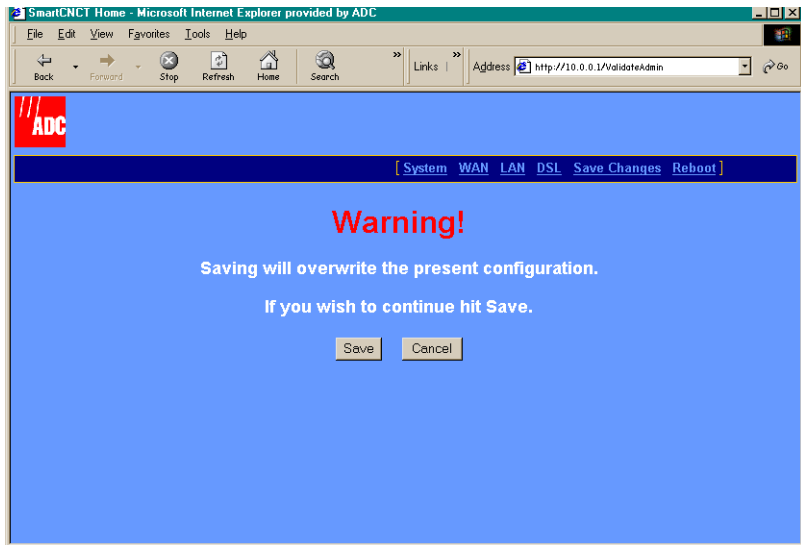 SmartCNCT Home - Microsoft Internet Explorer provided by ADC
File Edit View Favorites Tools Help
Back Forward Stop Refresh Home Search » Links » Address http://10.0.0.1/ValidateAdmin Go
ADC
[ System WAN LAN DSL Save Changes Reboot ]
Warning!
Saving will overwrite the present configuration.
If you wish to continue hit Save.
Save Cancel